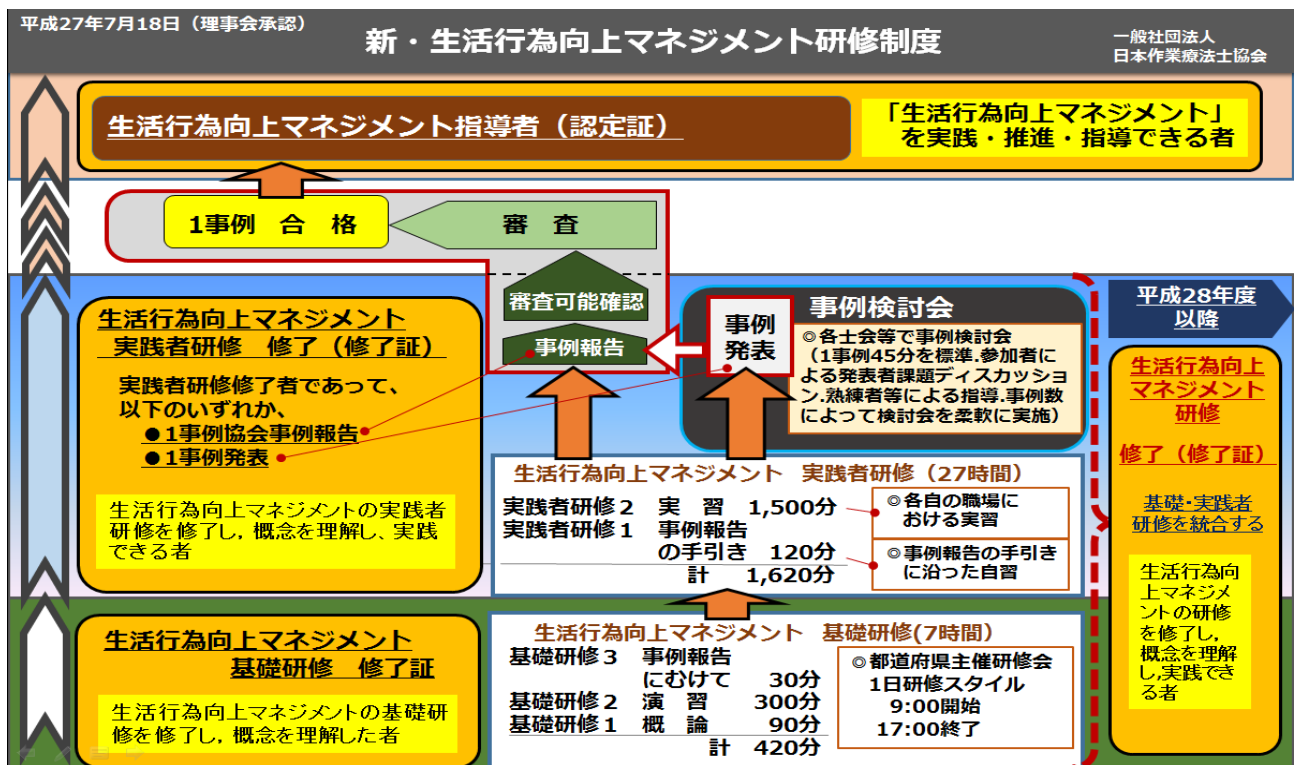 平成27年7月18日（理事会承認）
新・生活行為向上マネジメント研修制度
一般社団法人
日本作業療法士協会
生活行為向上マネジメント指導者（認定証）
「生活行為向上マネジメント」
を実践・推進・指導できる者
1事例　合　格
審　査
審査可能確認
事例報告
生活行為向上マネジメント
実践者研修　修了（修了証）
実践者研修修了者であって、
以下のいずれか、
●1事例協会事例報告
●1事例発表
生活行為向上マネジメントの実践者
研修を修了し，概念を理解し、実践
できる者
事例
発表
事例検討会
◎各士会等で事例検討会
（1事例45分を標準.参加者に
よる発表者課題ディスカッショ
ン.熟練者等による指導.事例数
によって検討会を柔軟に実施）
生活行為向上マネジメント　実践者研修（27時間）
実践者研修２　実　習　1,500分
実践者研修１　事例報告
の手引き　120分
計　1,620分
◎各自の職場に
おける実習
◎事例報告の手引き
に沿った自習
生活行為向上マネジメント
基礎研修　修了証
生活行為向上マネジメントの基礎研
修を修了し，概念を理解した者
生活行為向上マネジメント　基礎研修(7時間）
基礎研修３　事例報告
にむけて　30分
基礎研修２　演　習　300分
基礎研修１　概　論　90分
計　420分
◎都道府県主催研修会
1日研修スタイル
9:00開始
17:00終了
平成28年度
以降
生活行為向上
マネジメント
研修
修了（修了証）
基礎・実践者
研修を統合する
生活行為向
上マネジメ
ントの研修
を修了し，
概念を理解
し,実践でき
る者